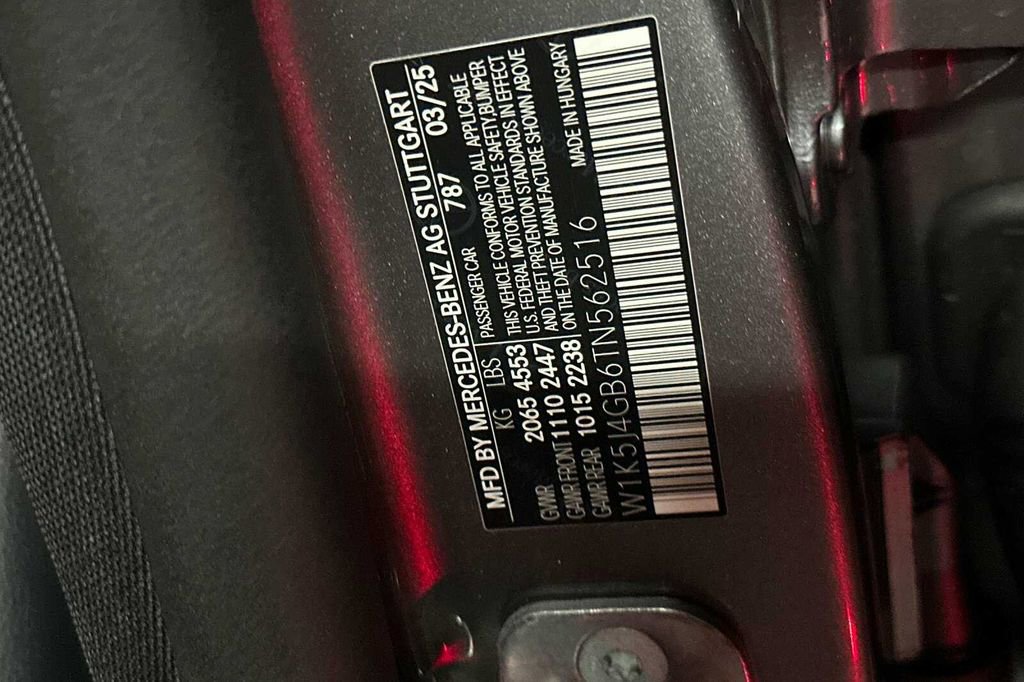 MFD BY MERCEDES-BENZ AG STUTTGART
KG LBS 787 03/25
GVWR 2065 4553
GAWR FRONT 1110 2447
GAWR REAR 1015 2238
PASSENGER CAR
THIS VEHICLE CONFORMS TO ALL APPLICABLE
U.S. FEDERAL MOTOR VEHICLE SAFETY,BUMPER
AND THEFT PREVENTION STANDARDS IN EFFECT
ON THE DATE OF MANUFACTURE SHOWN ABOVE
W1K5J4GB6TN562516 MADE IN HUNGARY